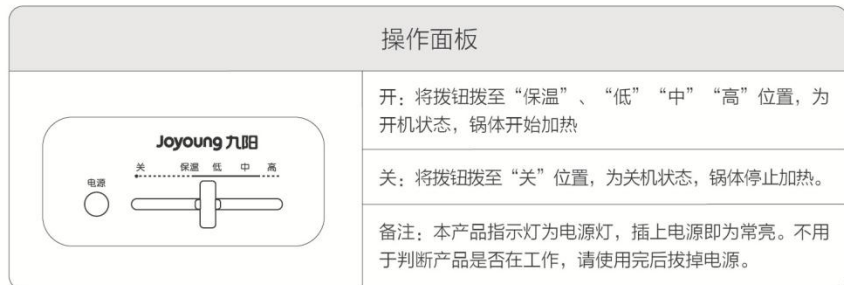 操作面板
Joyoung 九阳
关 保温 低 中 高
电源
开：将拨钮拨至“保温”、“低”“中”“高”位置，为
开机状态，锅体开始加热
关：将拨钮拨至“关”位置，为关机状态，锅体停止加热。
备注：本产品指示灯为电源灯，插上电源即为常亮。不用
于判断产品是否在工作，请使用完后拔掉电源。